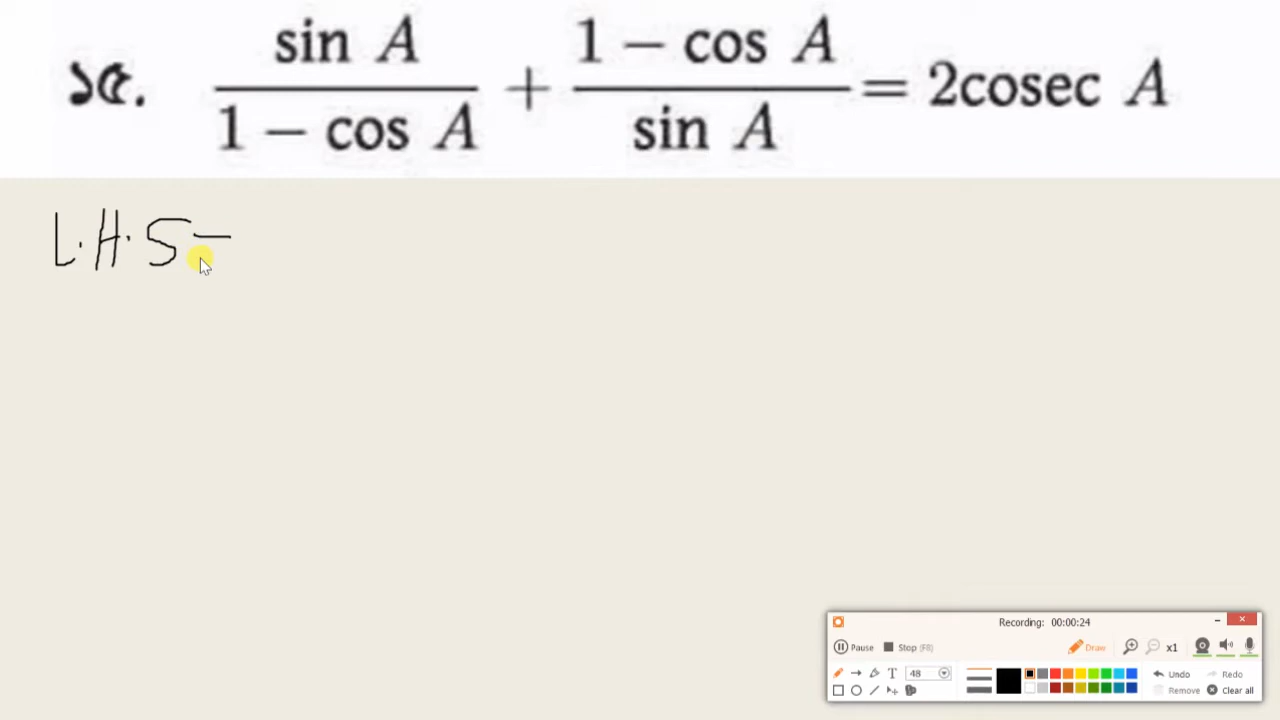 ১৫. sin A / 1 − cos A + 1 − cos A / sin A = 2cosec A
L.H.S
Recording: 00:00:24
Pause Stop (F8) Draw x1
T 48 Undo Redo
Remove Clear all